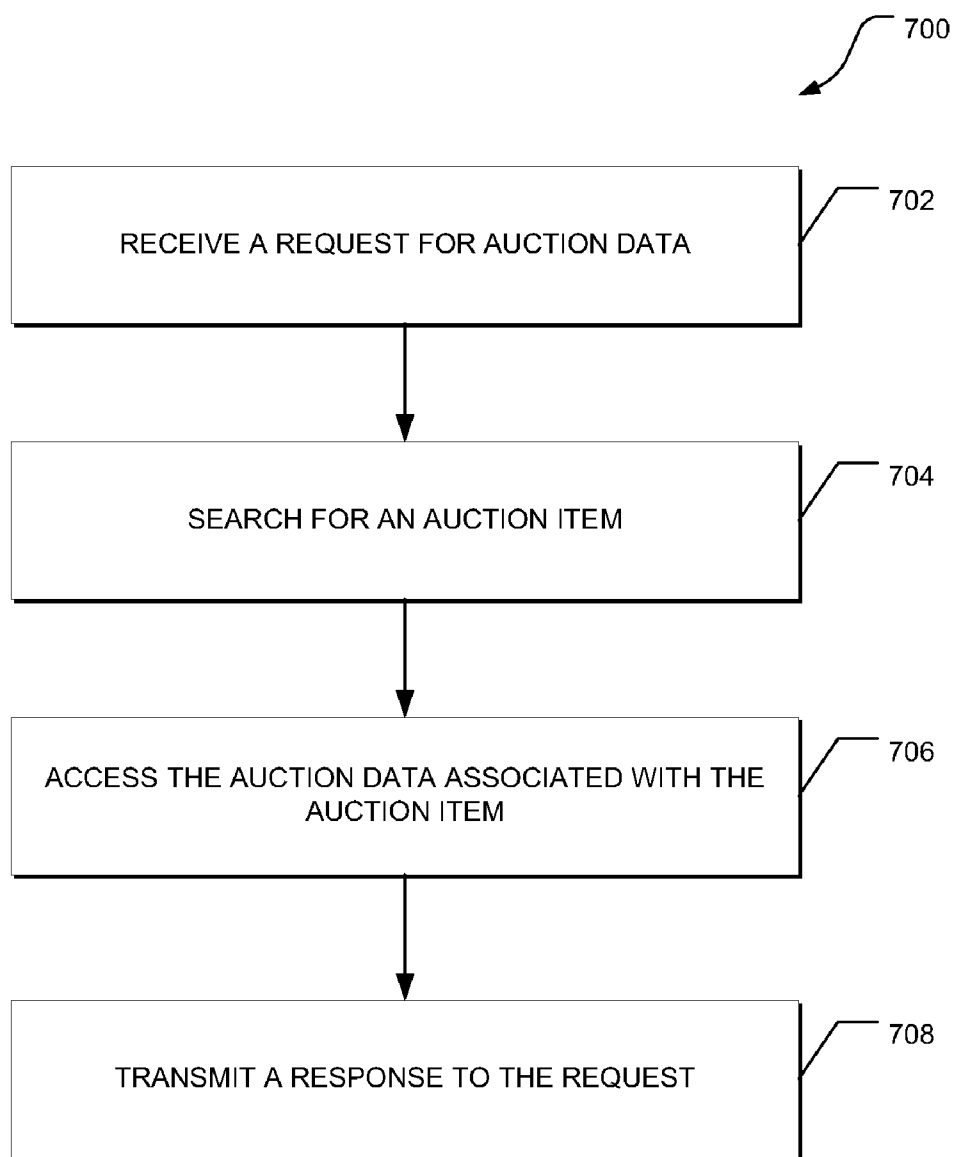 700
702
RECEIVE A REQUEST FOR AUCTION DATA
704
SEARCH FOR AN AUCTION ITEM
706
ACCESS THE AUCTION DATA ASSOCIATED WITH THE
AUCTION ITEM
708
TRANSMIT A RESPONSE TO THE REQUEST